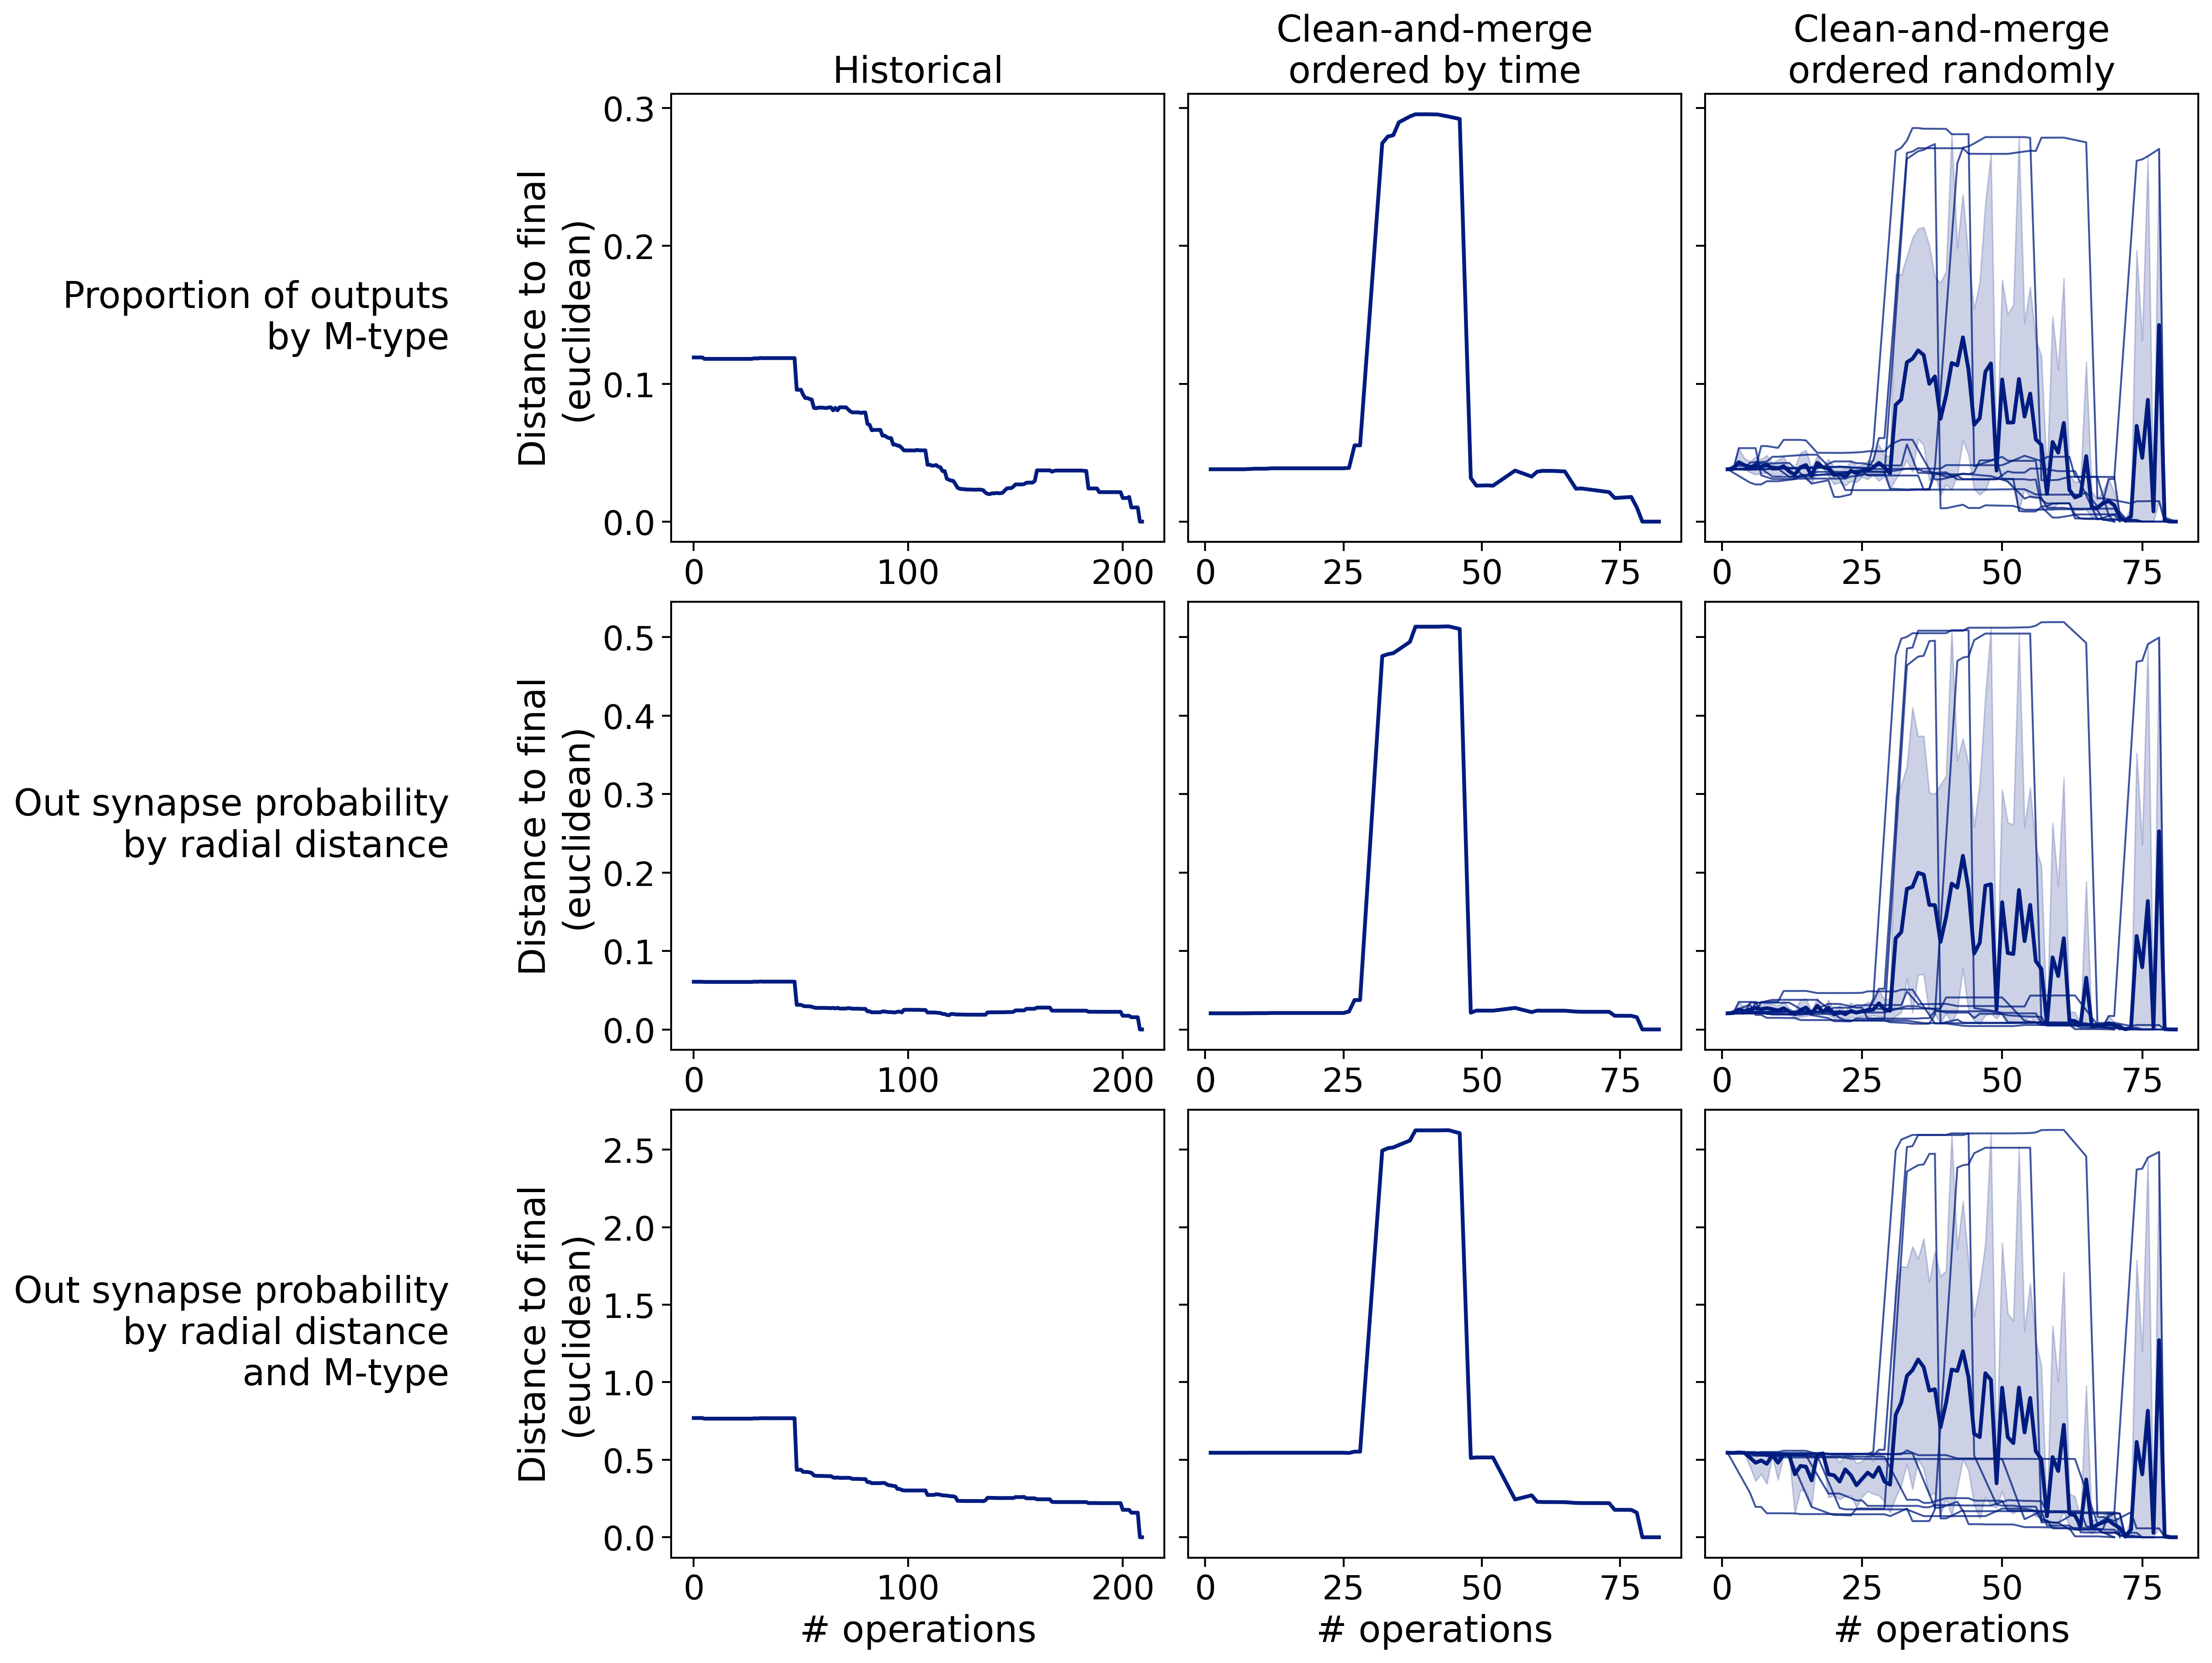 Historical
Clean-and-merge
ordered by time
Clean-and-merge
ordered randomly
Proportion of outputs
by M-type
Distance to final
(euclidean)
0.3
0.2
0.1
0.0
0 100 200
0 25 50 75
0 25 50 75
Out synapse probability
by radial distance
Distance to final
(euclidean)
0.5
0.4
0.3
0.2
0.1
0.0
0 100 200
0 25 50 75
0 25 50 75
Out synapse probability
by radial distance
and M-type
Distance to final
(euclidean)
2.5
2.0
1.5
1.0
0.5
0.0
0 100 200
0 25 50 75
0 25 50 75
# operations
# operations
# operations